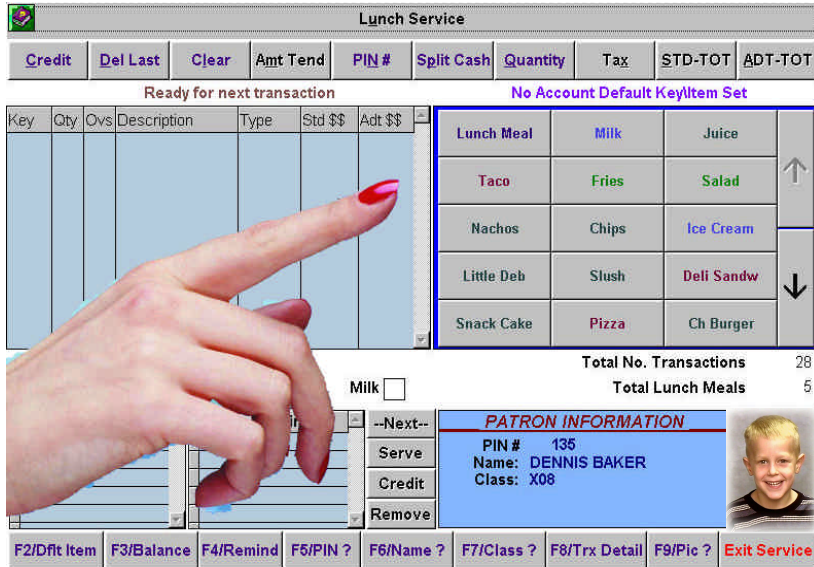 Lunch Service
Credit Del Last Clear Amt Tend PIN # Split Cash Quantity Tax STD-TOT ADT-TOT
Ready for next transaction No Account Default Key\Item Set
Key Qty Ovs Description Type Std $$ Adt $$
Lunch Meal Milk Juice
Taco Fries Salad
Nachos Chips Ice Cream
Little Deb Slush Deli Sandw
Snack Cake Pizza Ch Burger
Total No. Transactions 28
Milk Total Lunch Meals 5
--Next-- PATRON INFORMATION
PIN # 135
Serve Name: DENNIS BAKER
Credit Class: X08
Remove
F2/Dflt Item F3/Balance F4/Remind F5/PIN ? F6/Name ? F7/Class ? F8/Trx Detail F9/Pic ? Exit Service